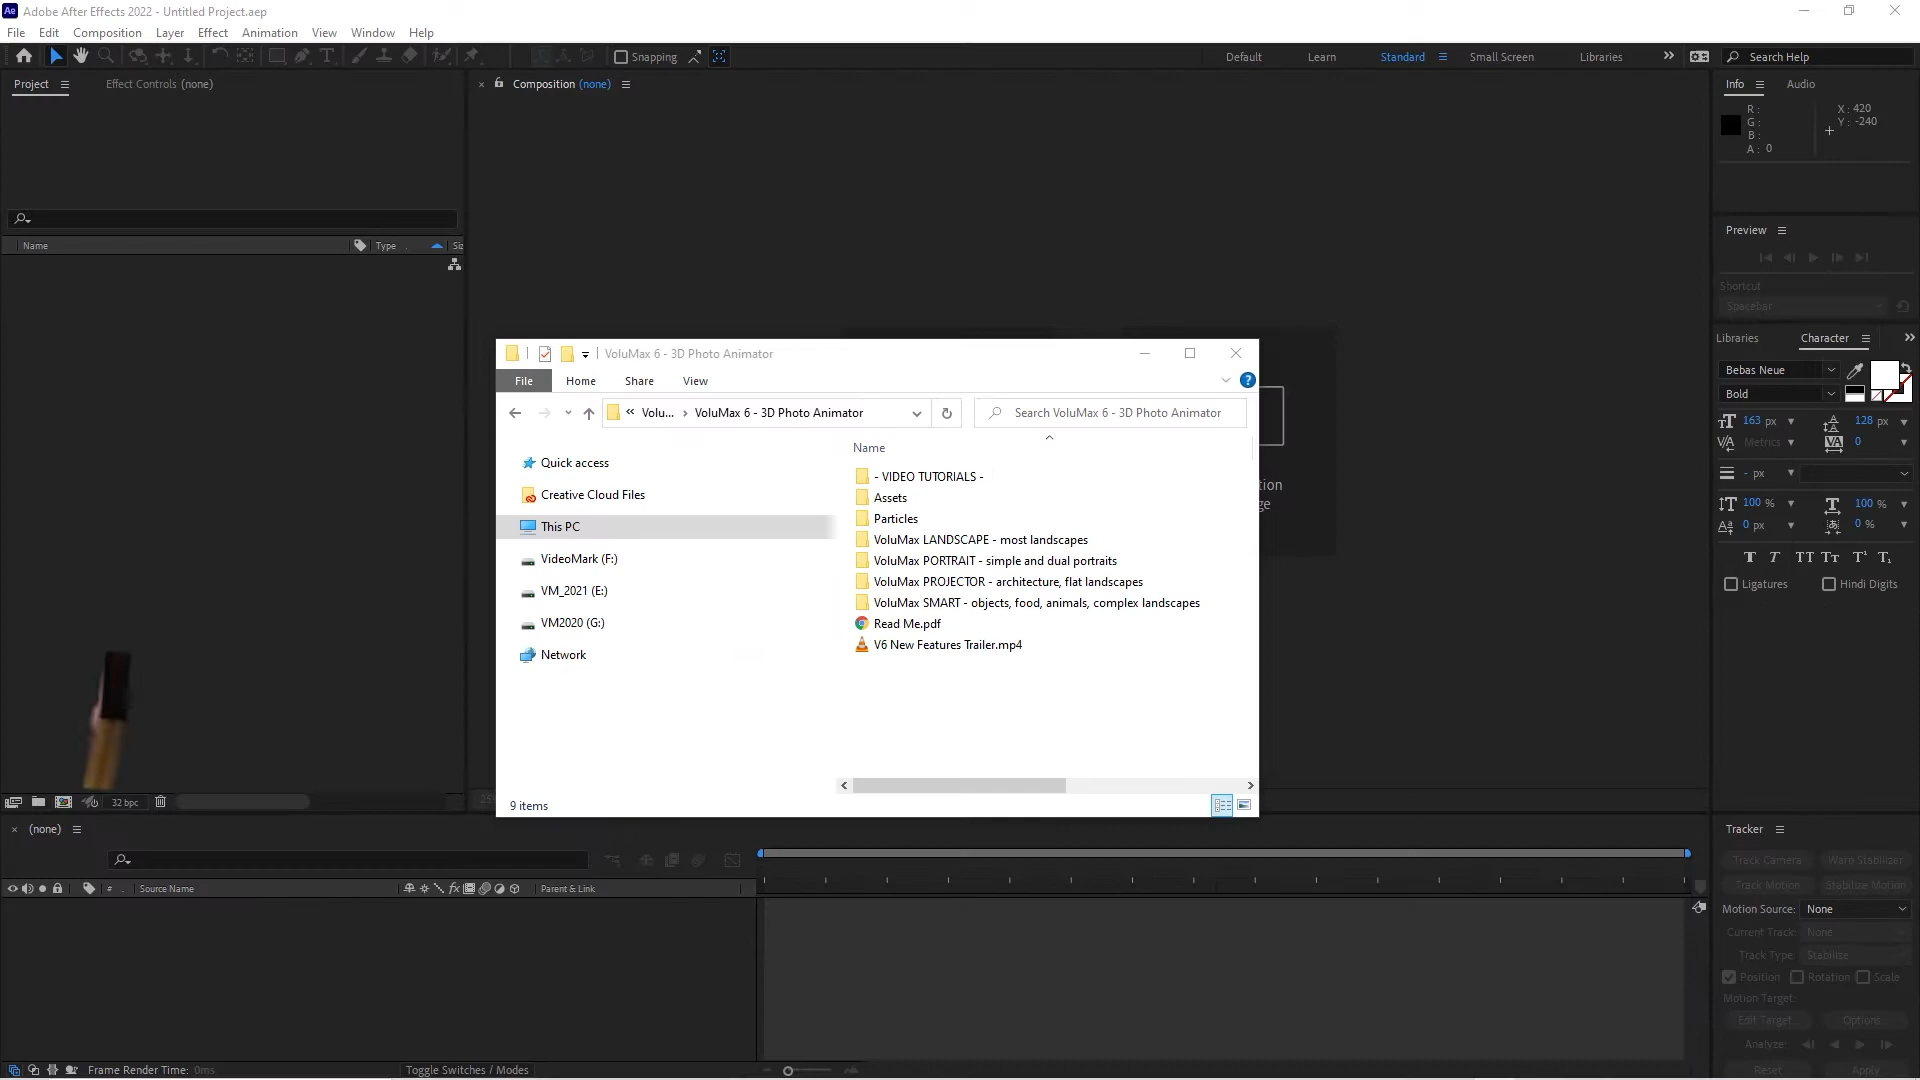 Ae Adobe After Effects 2022 - Untitled Project.aep
File Edit Composition Layer Effect Animation View Window Help
Snapping Default Learn Standard Small Screen Libraries Search Help
Project Effect Controls (none) Composition (none) Info Audio
R :
G :
B :
A : 0
X : 420
Y : -240
Name Type Siz
Preview
Shortcut
Spacebar
Libraries Character
Bebas Neue
Bold
163 px 128 px
Metrics 0
- px
100 % 100 %
0 px 0 %
Ligatures Hindi Digits
VoluMax 6 - 3D Photo Animator
File Home Share View
Volu... VoluMax 6 - 3D Photo Animator Search VoluMax 6 - 3D Photo Animator
Name
Quick access
Creative Cloud Files
This PC
VideoMark (F:)
VM_2021 (E:)
VM2020 (G:)
Network
- VIDEO TUTORIALS -
Assets
Particles
VoluMax LANDSCAPE - most landscapes
VoluMax PORTRAIT - simple and dual portraits
VoluMax PROJECTOR - architecture, flat landscapes
VoluMax SMART - objects, food, animals, complex landscapes
Read Me.pdf
V6 New Features Trailer.mp4
9 items
tion
ge
32 bpc
(none)
# Source Name Parent & Link
Frame Render Time: 0ms Toggle Switches / Modes
Tracker
Track Camera Warp Stabilizer
Track Motion Stabilize Motion
Motion Source: None
Current Track: None
Track Type: Stabilize
Position Rotation Scale
Motion Target:
Edit Target... Options...
Analyze:
Reset Apply